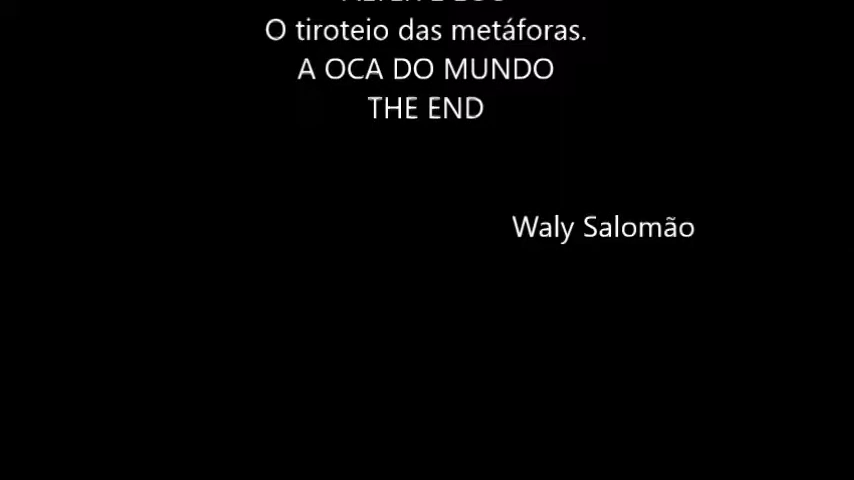 O tiroteio das metáforas.
A OCA DO MUNDO
THE END
Waly Salomão